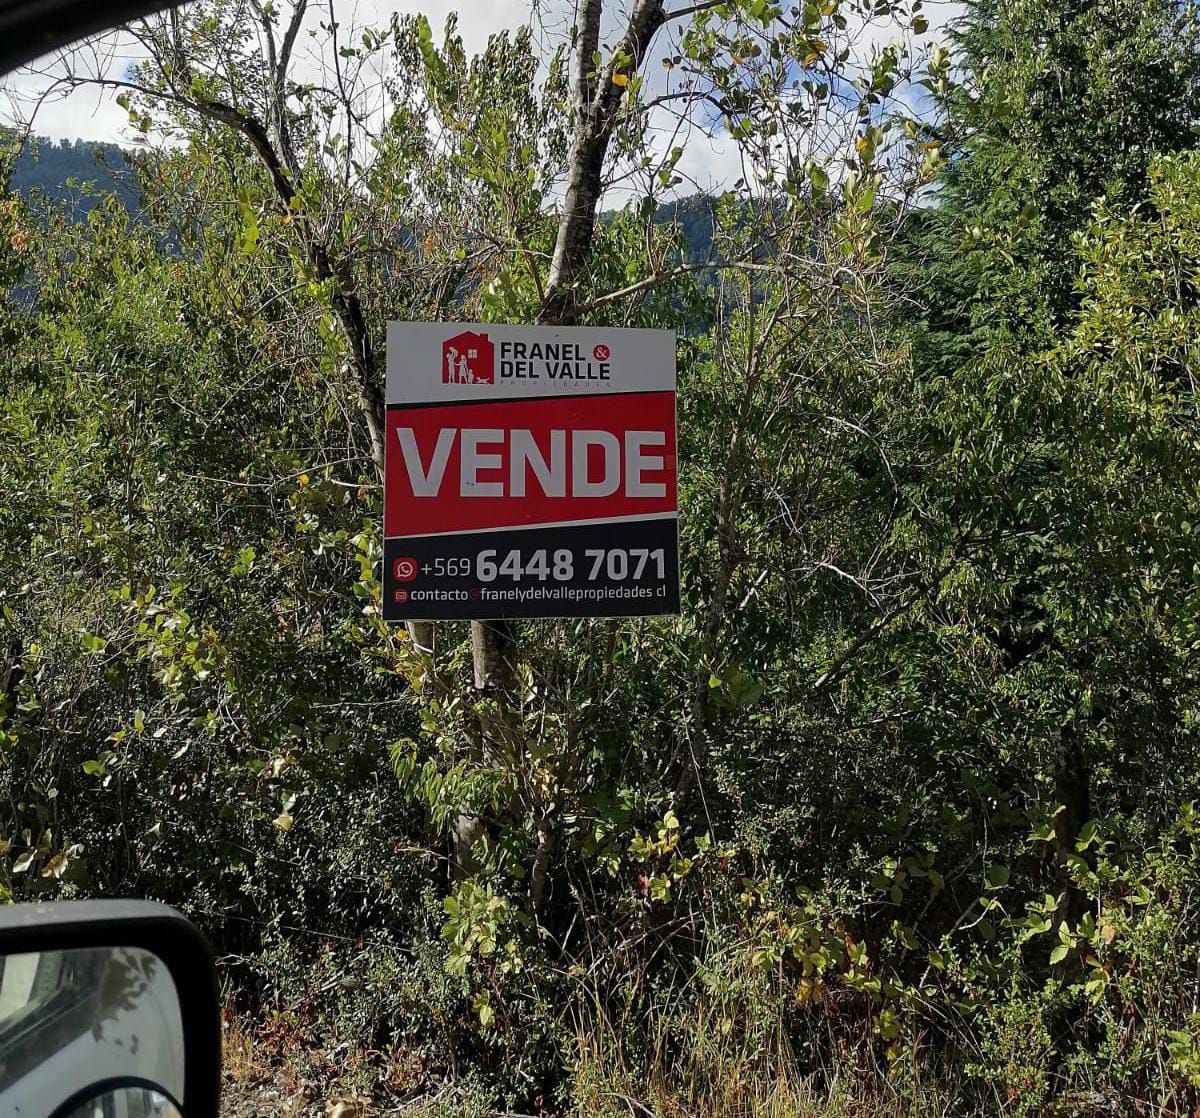 FRANEL &
DEL VALLE
PROPIEDADES
VENDE
+569 6448 7071
contacto@franelydelvallepropiedades.cl